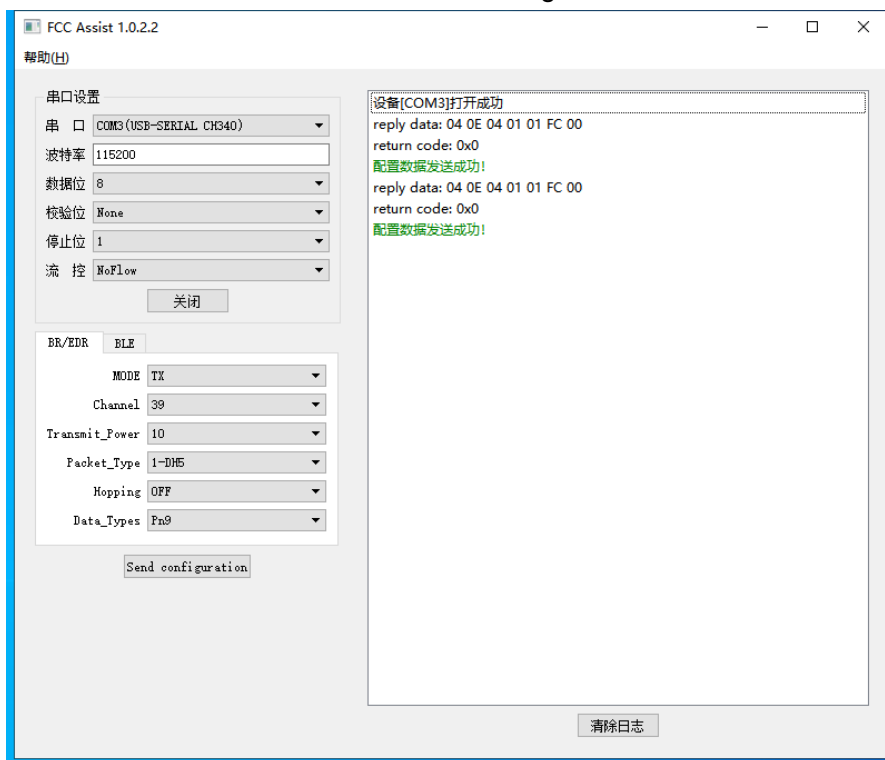 FCC Assist 1.0.2.2
帮助(H)
串口设置
串 口 COM3(USB-SERIAL CH340)
波特率 115200
数据位 8
校验位 None
停止位 1
流 控 NoFlow
关闭
BR/EDR BLE
MODE TX
Channel 39
Transmit_Power 10
Packet_Type 1-DH5
Hopping OFF
Data_Types Pn9
Send configuration
设备[COM3]打开成功
reply data: 04 0E 04 01 01 FC 00
return code: 0x0
配置数据发送成功!
reply data: 04 0E 04 01 01 FC 00
return code: 0x0
配置数据发送成功!
清除日志